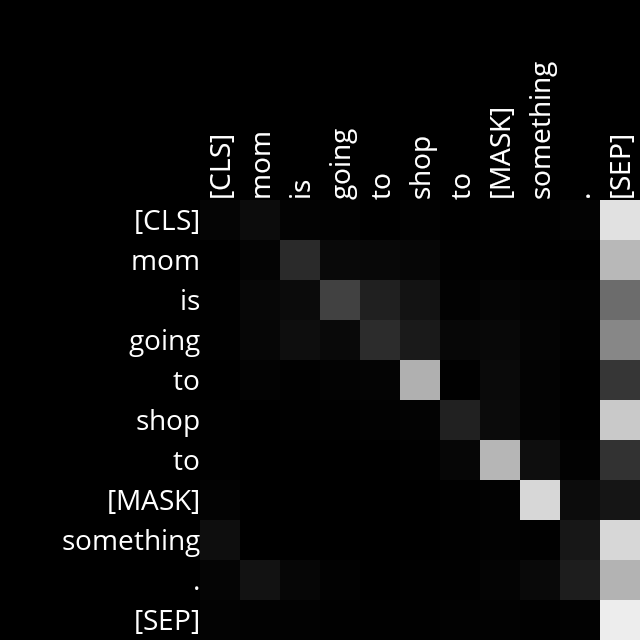 [CLS] mom is going to shop to [MASK] something . [SEP]
[CLS]
mom
is
going
to
shop
to
[MASK]
something
.
[SEP]